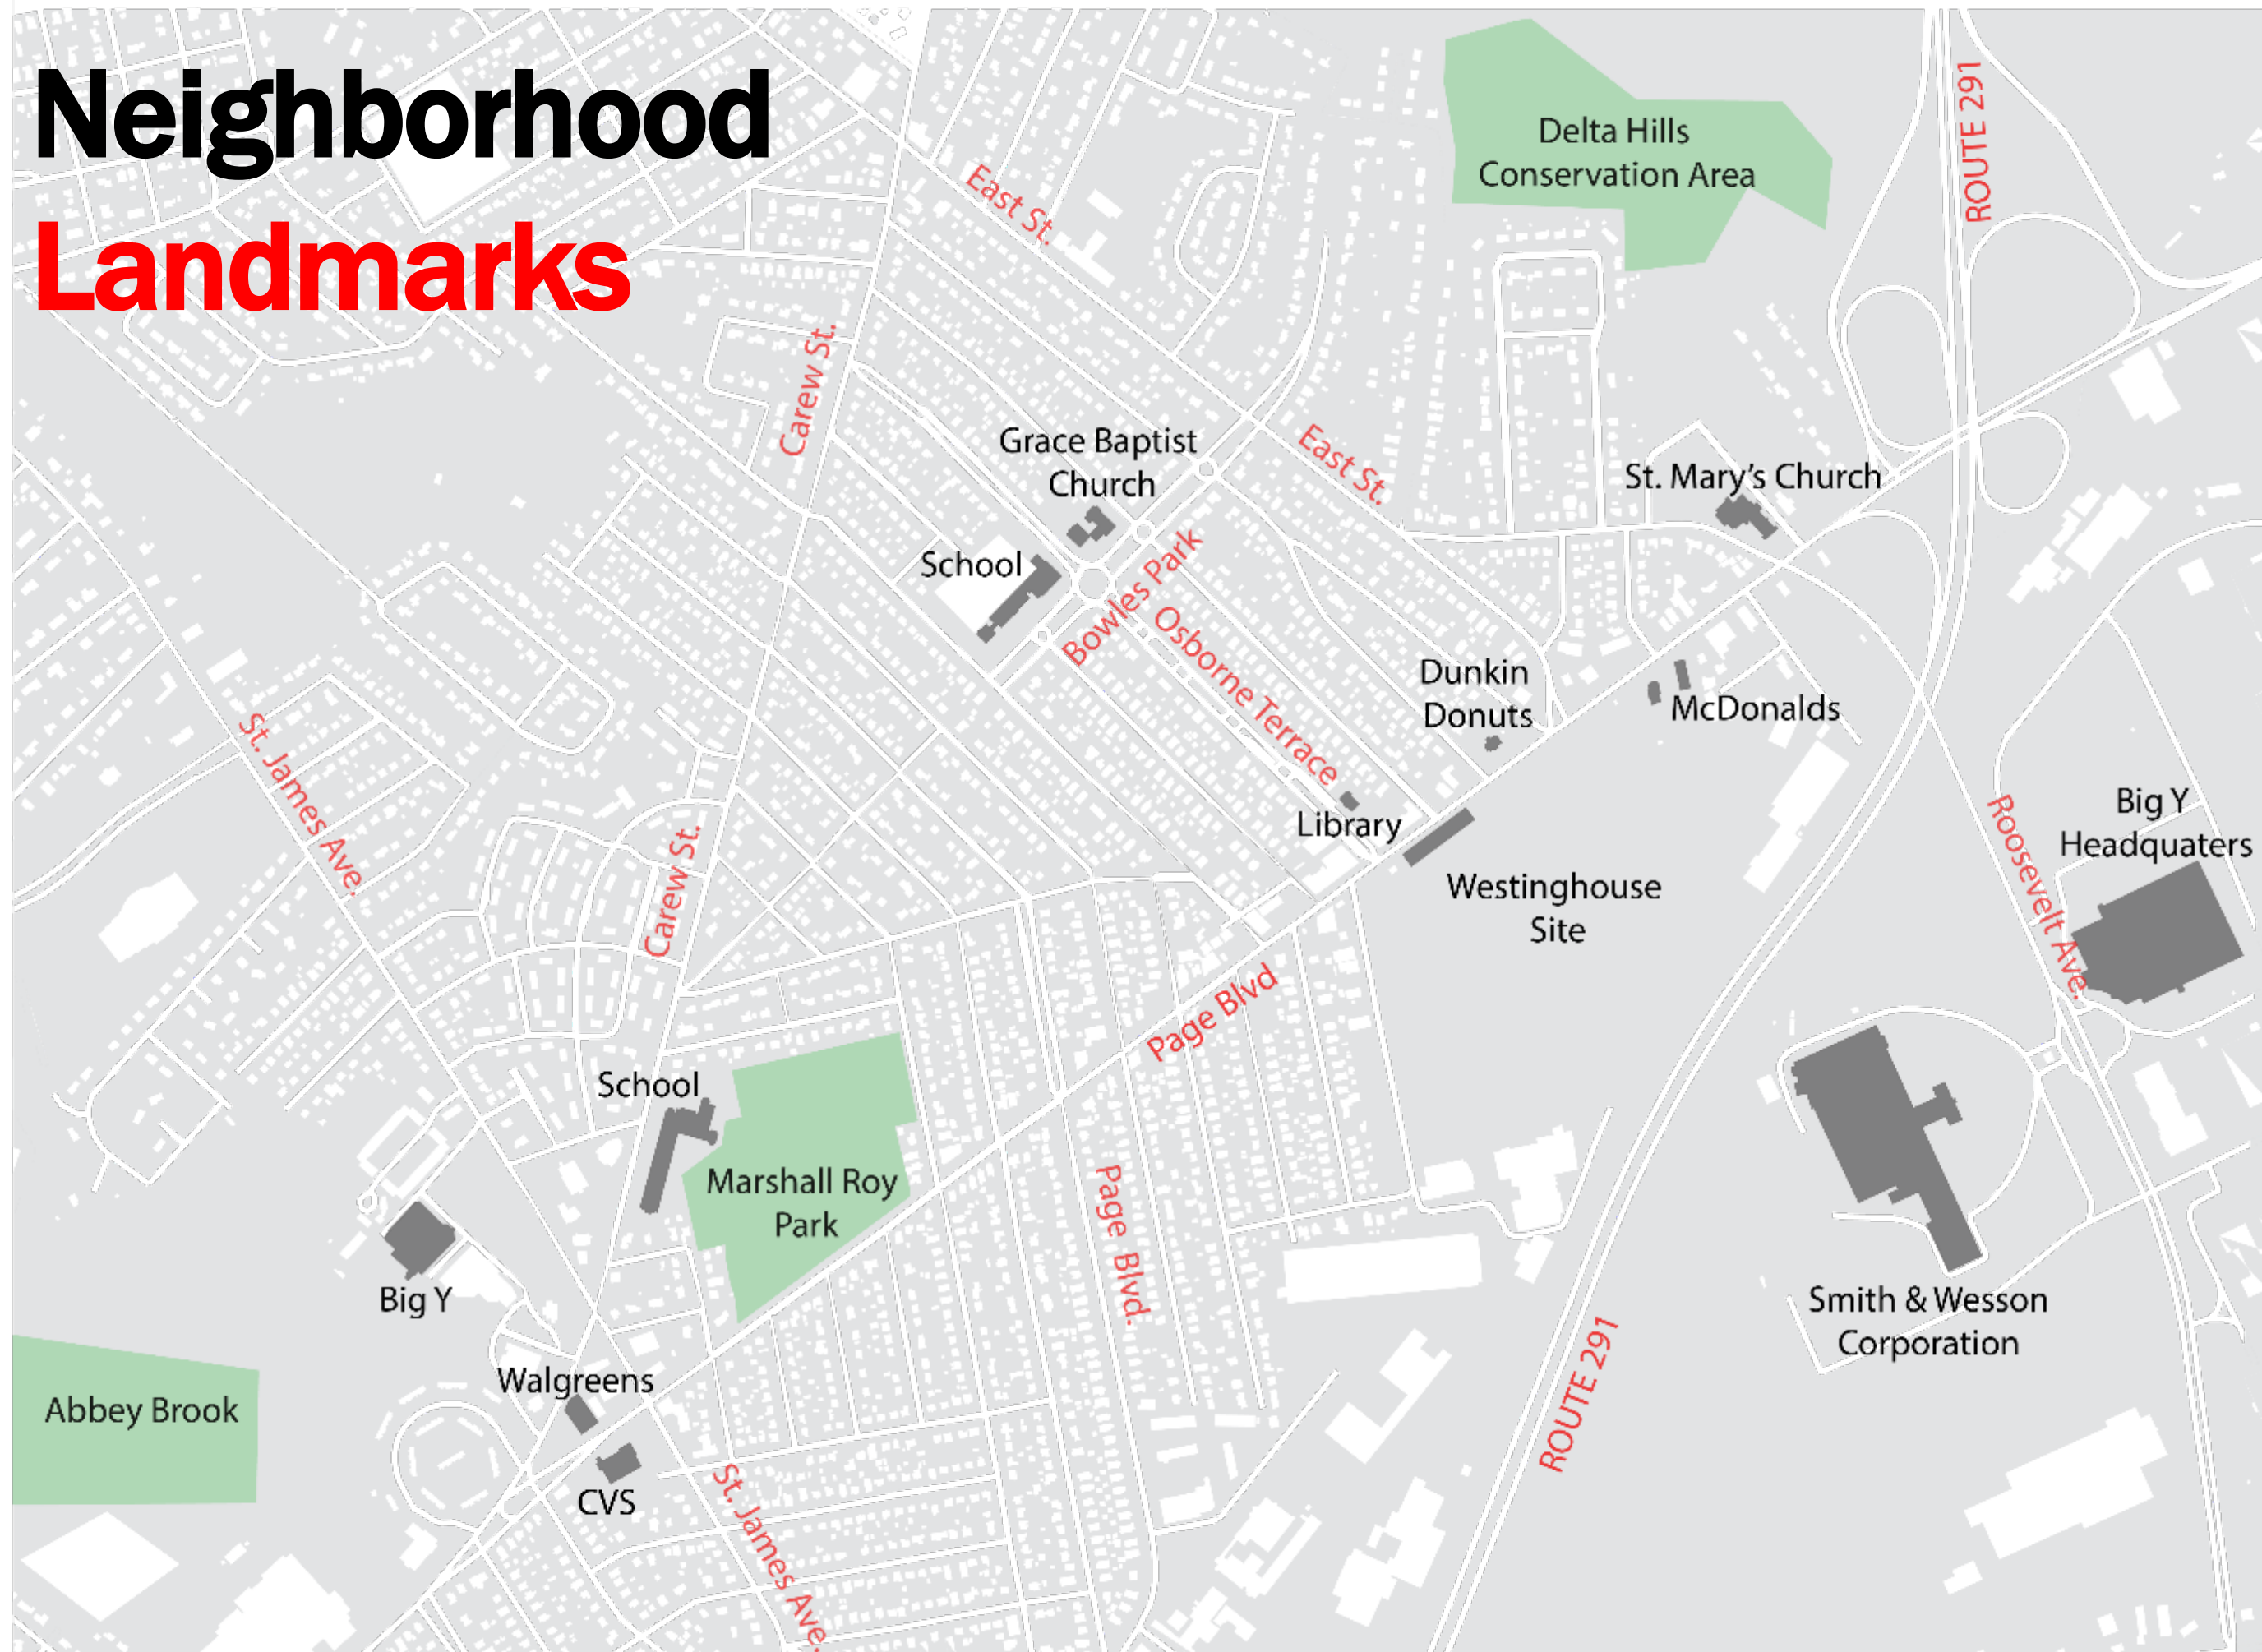 Neighborhood
Landmarks
Delta Hills
Conservation Area
ROUTE 291
East St.
Carew St.
Grace Baptist
Church
East St.
St. Mary's Church
School
Bowles Park
Osborne Terrace
Dunkin
Donuts
McDonalds
St. James Ave.
Library
Big Y
Headquaters
Roosevelt Ave.
Carew St.
Westinghouse
Site
Page Blvd
School
Marshall Roy
Park
Page Blvd.
Big Y
Smith & Wesson
Corporation
ROUTE 291
Walgreens
Abbey Brook
CVS
St. James Ave.